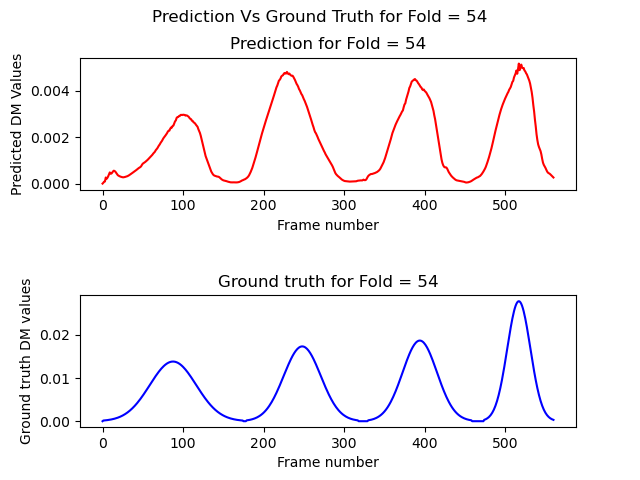 Prediction Vs Ground Truth for Fold = 54
Prediction for Fold = 54
Predicted DM Values
0.004
0.002
0.000
0 100 200 300 400 500
Frame number
Ground truth for Fold = 54
Ground truth DM values
0.02
0.01
0.00
0 100 200 300 400 500
Frame number